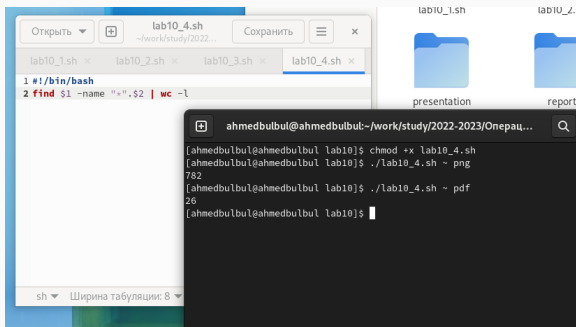 lab10_1.sh
lab10_2.
Открыть
lab10_4.sh
~/work/study/2022...
Сохранить
lab10_1.sh × lab10_2.sh × lab10_3.sh × lab10_4.sh ×
1 #!/bin/bash
2 find $1 -name "*".$2 | wc -l
presentation
report
ahmedbulbul@ahmedbulbul:~/work/study/2022-2023/Операц...
[ahmedbulbul@ahmedbulbul lab10]$ chmod +x lab10_4.sh
[ahmedbulbul@ahmedbulbul lab10]$ ./lab10_4.sh ~ png
782
[ahmedbulbul@ahmedbulbul lab10]$ ./lab10_4.sh ~ pdf
26
[ahmedbulbul@ahmedbulbul lab10]$
sh Ширина табуляции: 8